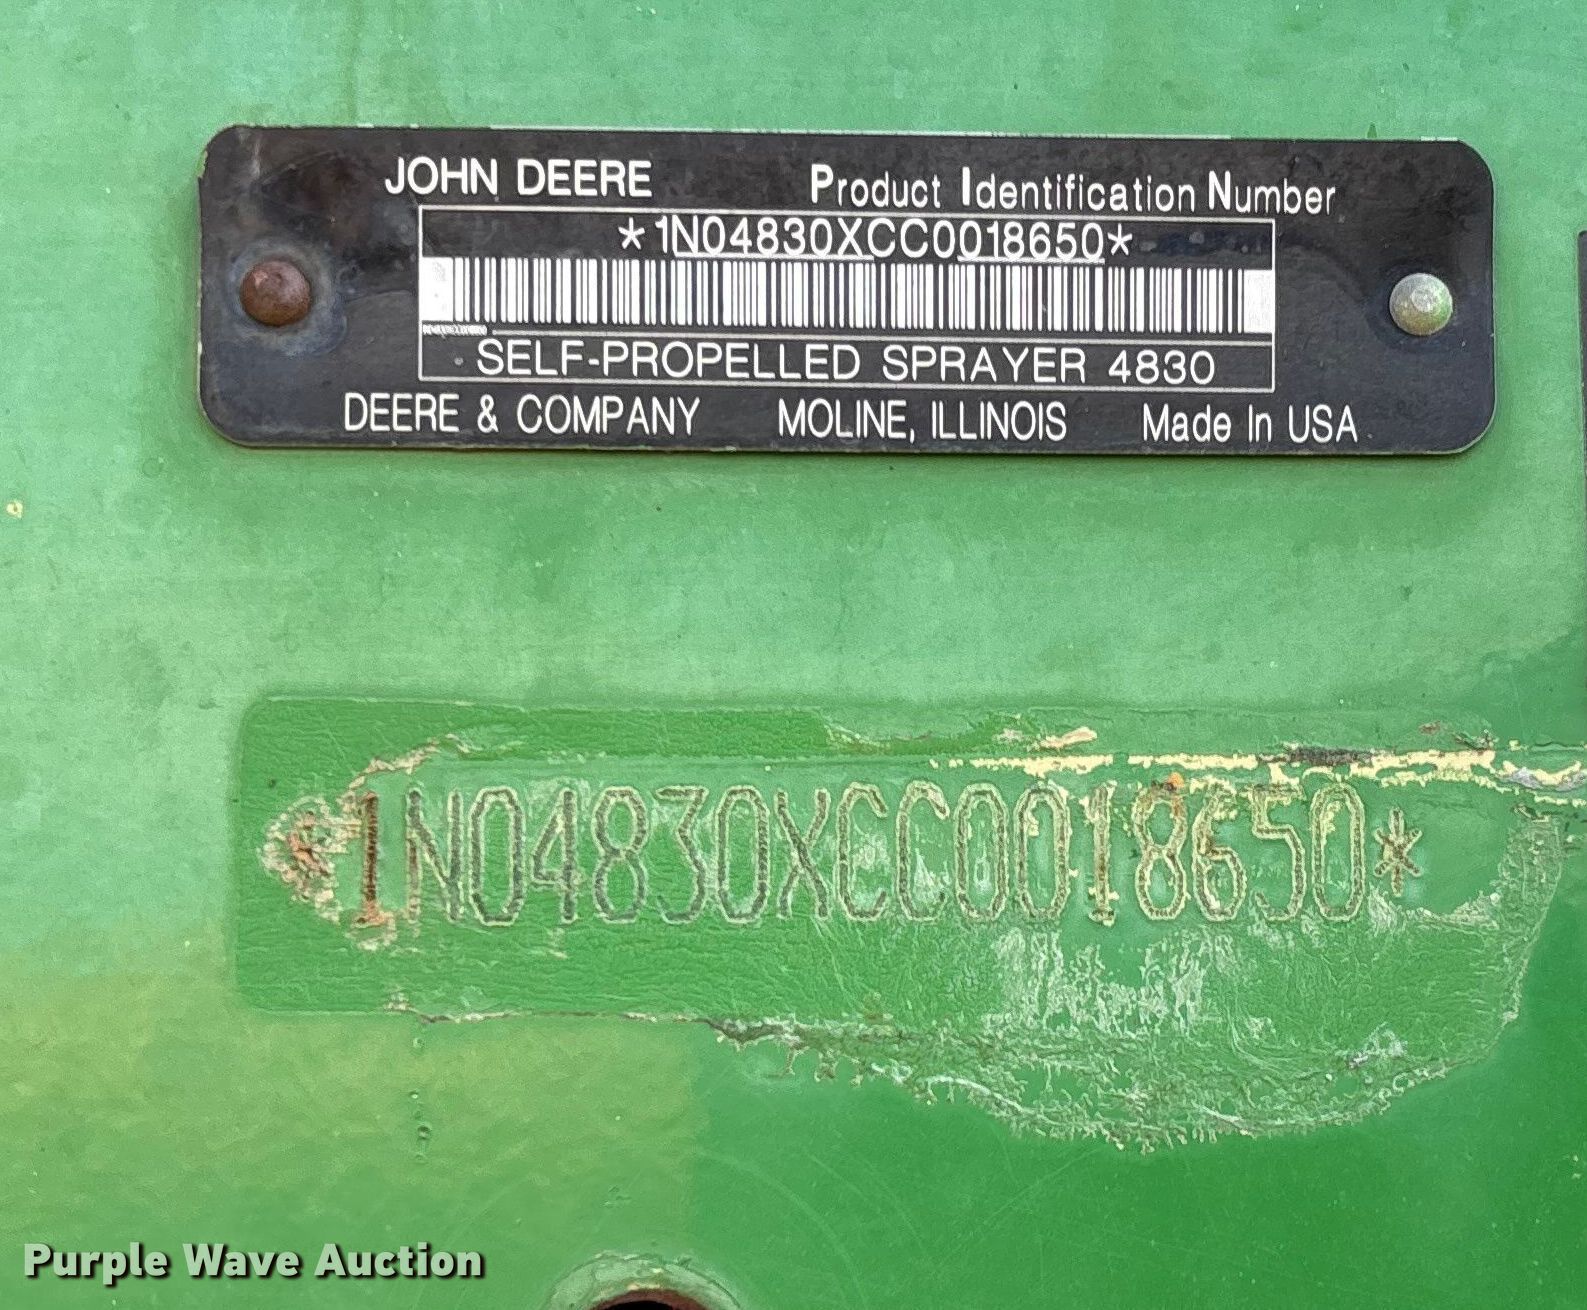 JOHN DEERE Product Identification Number
*1N04830XCC0018650*
SELF-PROPELLED SPRAYER 4830
DEERE & COMPANY MOLINE, ILLINOIS Made In USA
*1N04830XCC0018650*
Purple Wave Auction